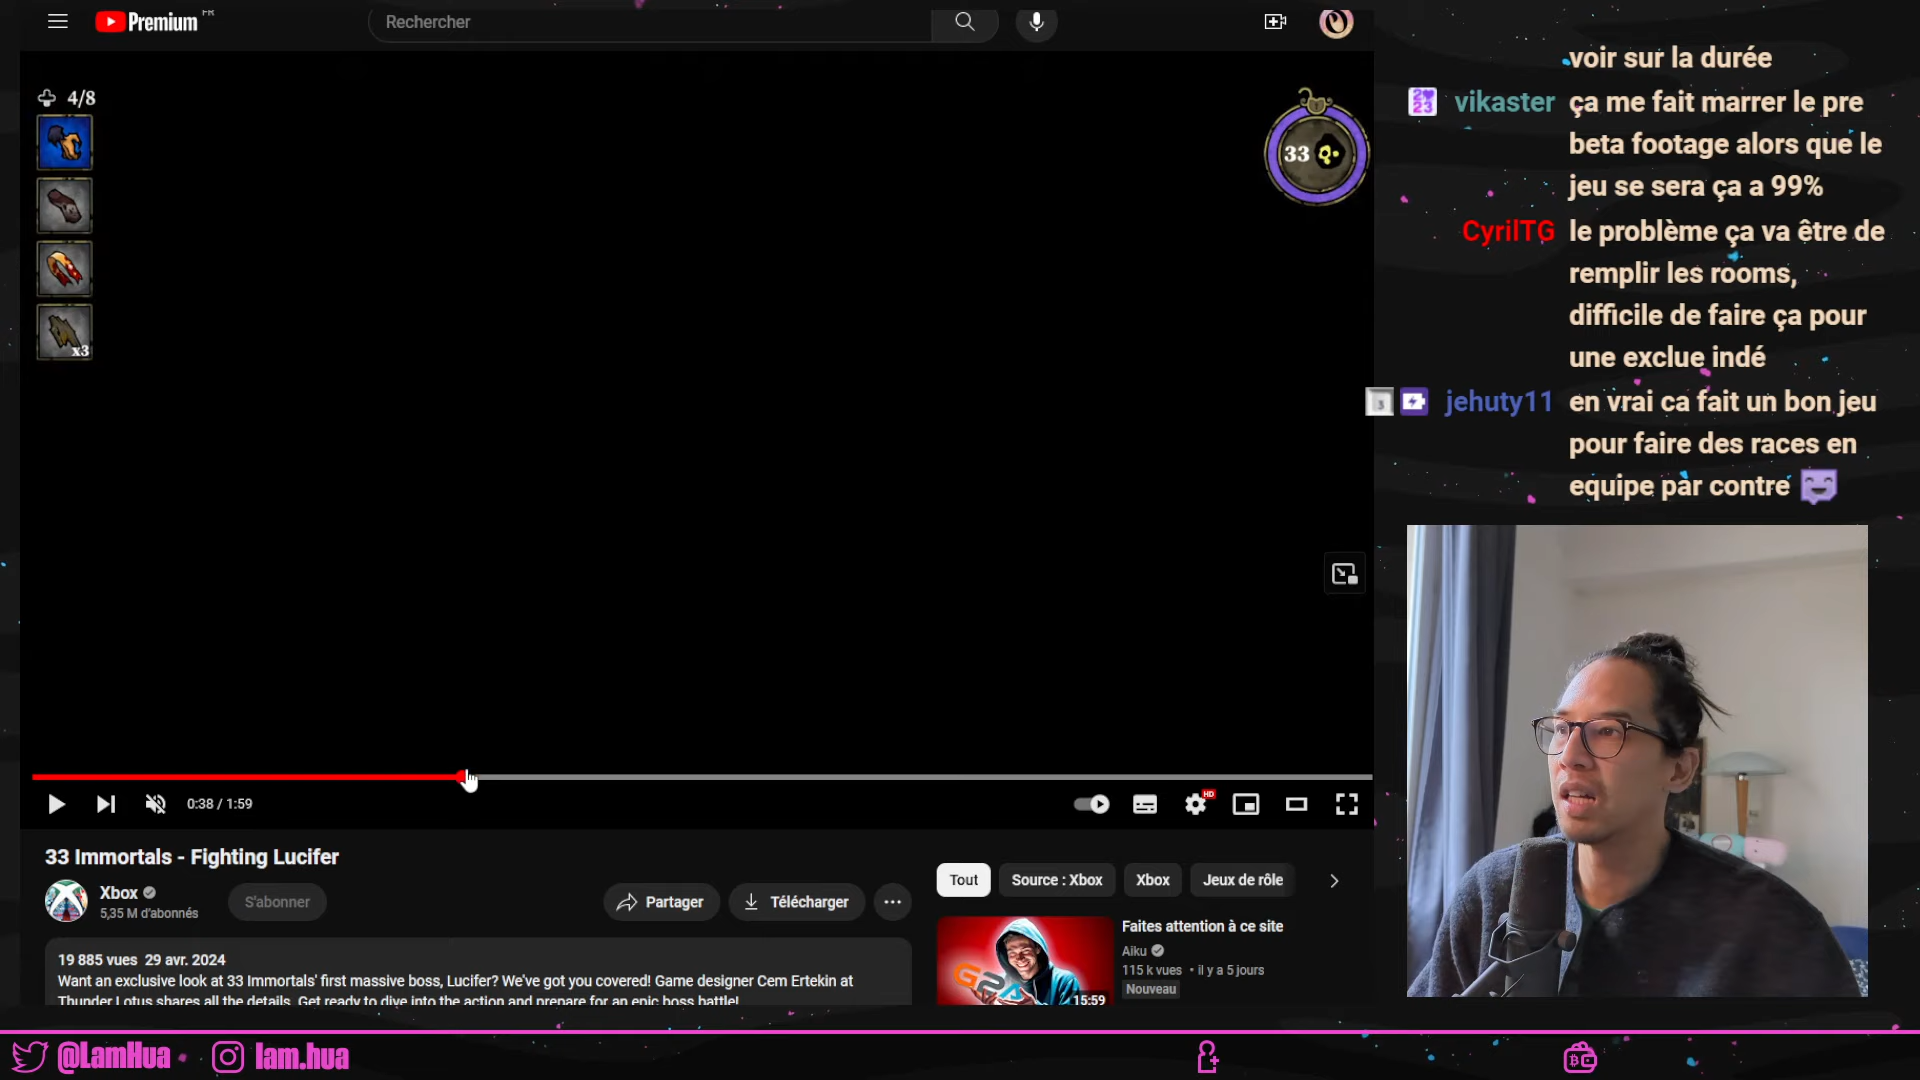 Premium FR
Rechercher
4/8
33
x3
voir sur la durée
vikaster ça me fait marrer le pre
beta footage alors que le
jeu se sera ça a 99%
CyrilTG le problème ça va être de
remplir les rooms,
difficile de faire ça pour
une exclue indé
jehuty11 en vrai ca fait un bon jeu
pour faire des races en
equipe par contre
0:38 / 1:59
HD
33 Immortals - Fighting Lucifer
Xbox
5,35 M d'abonnés
S'abonner
Partager
Télécharger
19 885 vues 29 avr. 2024
Want an exclusive look at 33 Immortals' first massive boss, Lucifer? We've got you covered! Game designer Cem Ertekin at
Thunder Lotus shares all the details. Get ready to dive into the action and prepare for an epic boss battle!
Tout
Source : Xbox
Xbox
Jeux de rôle
G2A
15:59
Faites attention à ce site
Aiku
115 k vues • il y a 5 jours
Nouveau
@LamHua
lam.hua